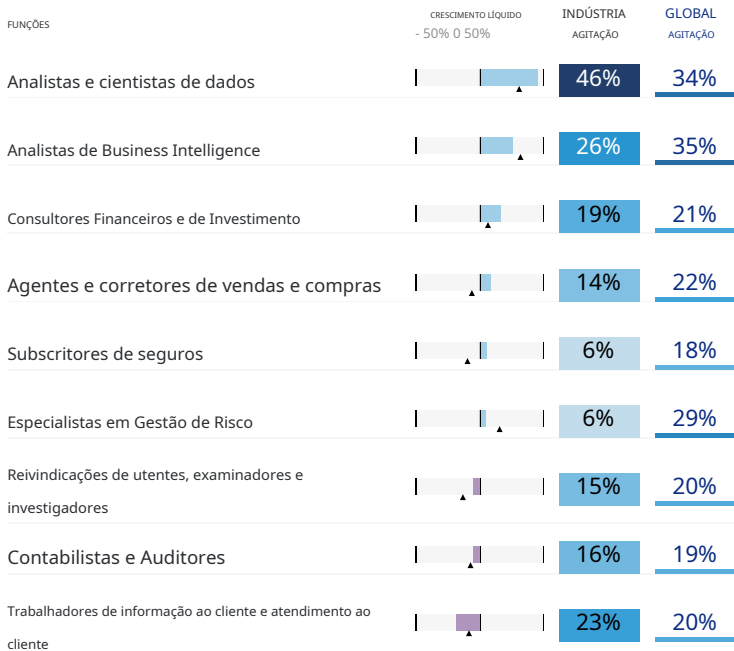 FUNÇÕES
CRESCIMENTO LÍQUIDO
- 50% 0 50%
INDÚSTRIA
AGITAÇÃO
GLOBAL
AGITAÇÃO
Analistas e cientistas de dados
46%
34%
Analistas de Business Intelligence
26%
35%
Consultores Financeiros e de Investimento
19%
21%
Agentes e corretores de vendas e compras
14%
22%
Subscritores de seguros
6%
18%
Especialistas em Gestão de Risco
6%
29%
Reivindicações de utentes, examinadores e
investigadores
15%
20%
Contabilistas e Auditores
16%
19%
Trabalhadores de informação ao cliente e atendimento ao
cliente
23%
20%